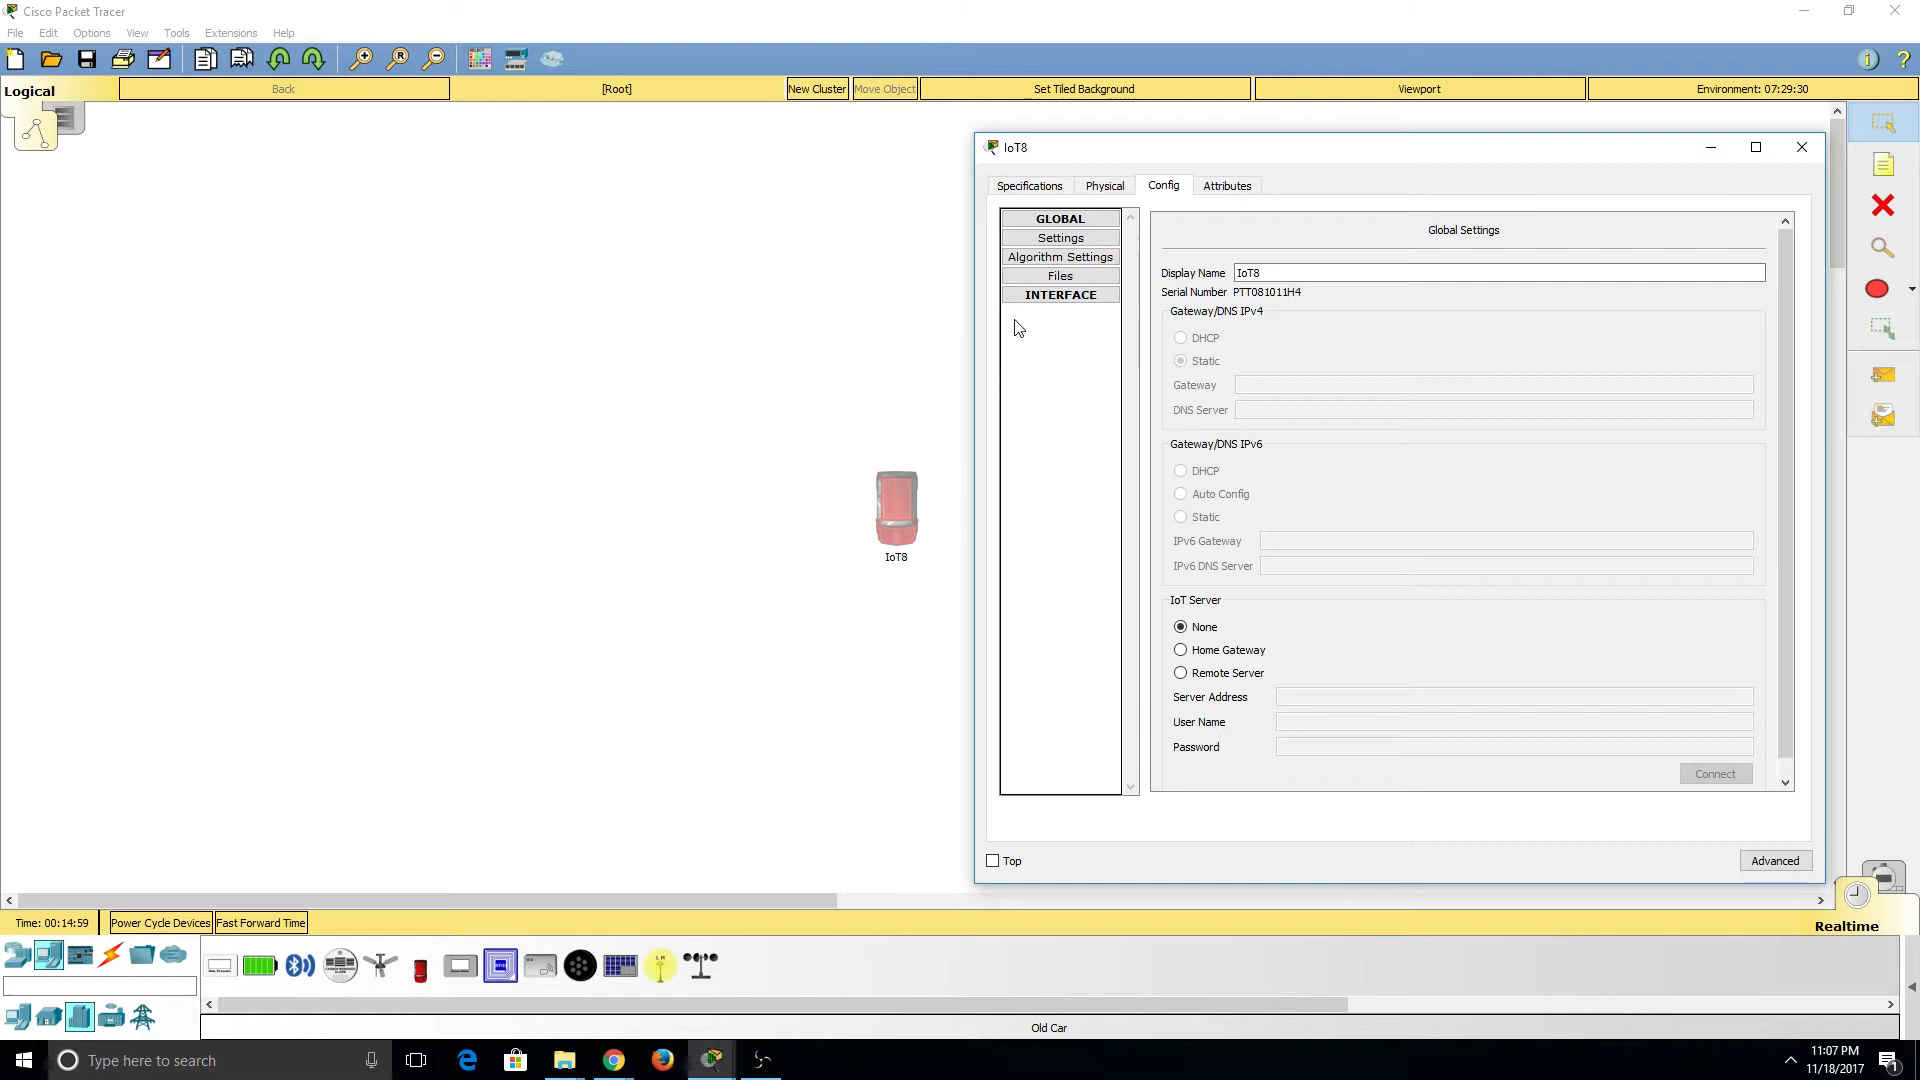 Cisco Packet Tracer
File Edit Options View Tools Extensions Help
Logical
Back
[Root]
New Cluster
Move Object
Set Tiled Background
Viewport
Environment: 07:29:30
IoT8
Specifications
Physical
Config
Attributes
GLOBAL
Settings
Algorithm Settings
Files
INTERFACE
Global Settings
Display Name IoT8
Serial Number PTT081011H4
Gateway/DNS IPv4
DHCP
Static
Gateway
DNS Server
Gateway/DNS IPv6
DHCP
Auto Config
Static
IPv6 Gateway
IPv6 DNS Server
IoT Server
None
Home Gateway
Remote Server
Server Address
User Name
Password
Connect
Top
Advanced
IoT8
Time: 00:14:59
Power Cycle Devices
Fast Forward Time
Realtime
Old Car
Type here to search
11:07 PM
11/18/2017